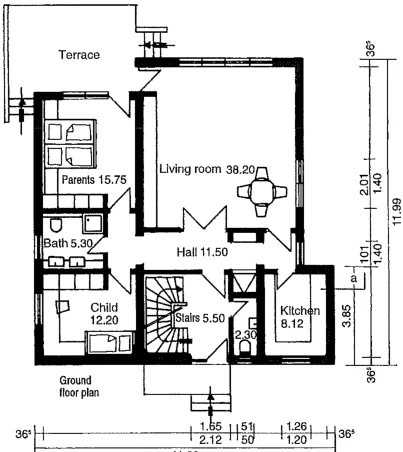 Terrace
36⁵
Living room 38.20
Parents 15.75
2.01
1.40
11.99
Bath 5.30
Hall 11.50
1.01
1.40
a
Child
12.20
Stairs 5.50
2.30
Kitchen
8.12
3.85
36⁵
Ground
floor plan
36⁵
1.65
51
1.26
36⁵
2.12
50
1.20